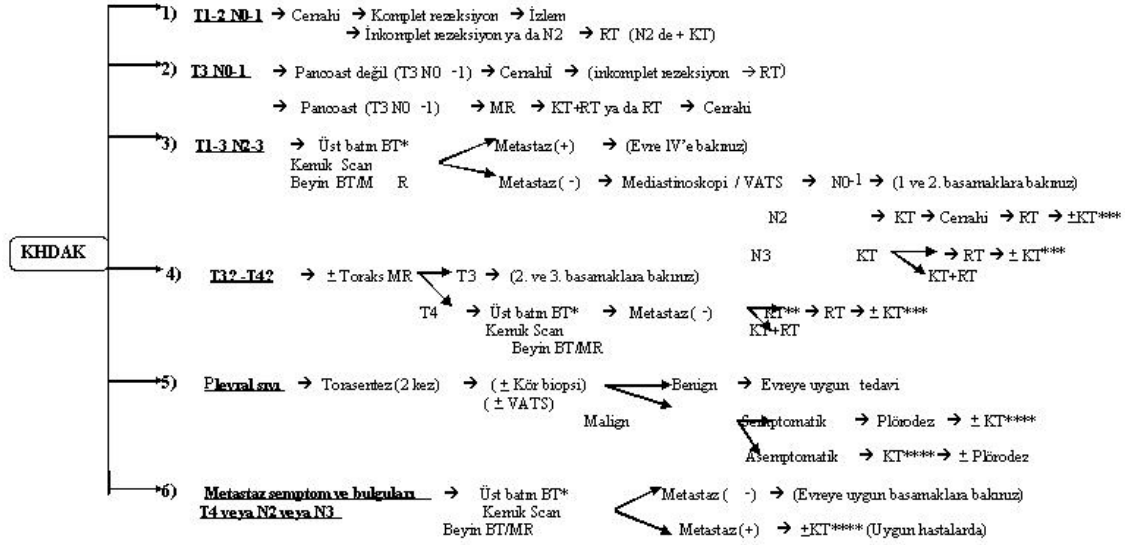 1) T1-2 N0-1 → Cerrahi → Komplet rezeksiyon → İzlem
→ İnkomplet rezeksiyon ya da N2 → RT (N2 de + KT)
2) T3 N0-1 → Pancoast değil (T3 N0 -1) → Cerrahİ → (inkomplet rezeksiyon → RT)
→ Pancoast (T3 N0 -1) → MR → KT+RT ya da RT → Cerrahi
3) T1-3 N2-3 → Üst batın BT* Metastaz (+) → (Evre IV'e bakınız)
Kemik Scan
Beyin BT/M R Metastaz ( -) → Mediastinoskopi / VATS → N0-1 → (1 ve 2. basamaklara bakınız)
N2 → KT → Cerrahi → RT → ±KT***
KHDAK
N3 KT → RT → ± KT***
KT+RT
4) T3? -T4? → ± Toraks MR T3 → (2. ve 3. basamaklara bakınız)
T4 → Üst batın BT* → Metastaz ( -) KT** → RT → ± KT***
Kemik Scan KT+RT
Beyin BT/MR
5) Plevral sıvı → Torasentez (2 kez) → ( ± Kör biopsi) Benign → Evreye uygun tedavi
( ± VATS)
Malign Semptomatik → Plörodez → ± KT****
Asemptomatik → KT**** → ± Plörodez
6) Metastaz semptom ve bulguları → Üst batın BT* Metastaz ( -) → (Evreye uygun basamaklara bakınız)
T4 veya N2 veya N3 Kemik Scan
Beyin BT/MR Metastaz (+) → ±KT**** (Uygun hastalarda)